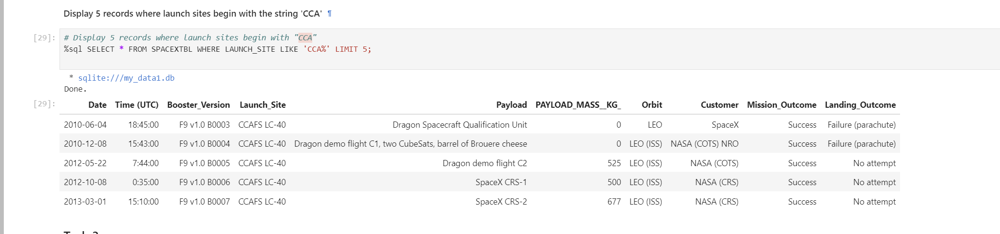 Display 5 records where launch sites begin with the string 'CCA' ¶
[29]: # Display 5 records where launch sites begin with "CCA"
%sql SELECT * FROM SPACEXTBL WHERE LAUNCH_SITE LIKE 'CCA%' LIMIT 5;
* sqlite:///my_data1.db
Done.
[29]: Date Time (UTC) Booster_Version Launch_Site Payload PAYLOAD_MASS__KG_ Orbit Customer Mission_Outcome Landing_Outcome
2010-06-04 18:45:00 F9 v1.0 B0003 CCAFS LC-40 Dragon Spacecraft Qualification Unit 0 LEO SpaceX Success Failure (parachute)
2010-12-08 15:43:00 F9 v1.0 B0004 CCAFS LC-40 Dragon demo flight C1, two CubeSats, barrel of Brouere cheese 0 LEO (ISS) NASA (COTS) NRO Success Failure (parachute)
2012-05-22 7:44:00 F9 v1.0 B0005 CCAFS LC-40 Dragon demo flight C2 525 LEO (ISS) NASA (COTS) Success No attempt
2012-10-08 0:35:00 F9 v1.0 B0006 CCAFS LC-40 SpaceX CRS-1 500 LEO (ISS) NASA (CRS) Success No attempt
2013-03-01 15:10:00 F9 v1.0 B0007 CCAFS LC-40 SpaceX CRS-2 677 LEO (ISS) NASA (CRS) Success No attempt